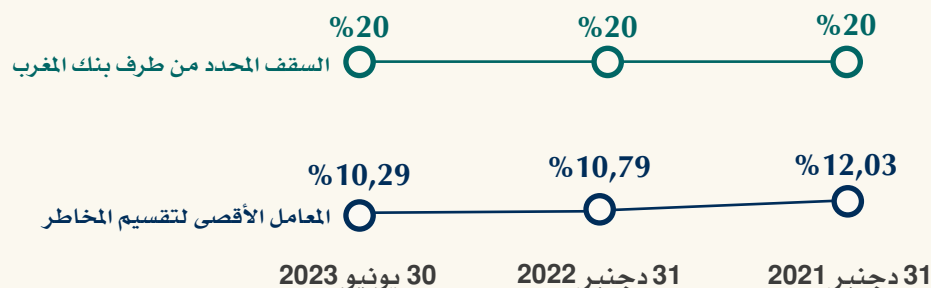 %20 %20 %20
السقف المحدد من طرف بنك المغرب
%12,03 %10,79 %10,29
المعامل الأقصى لتقسيم المخاطر
31 دجنبر 2021 31 دجنبر 2022 30 يونيو 2023